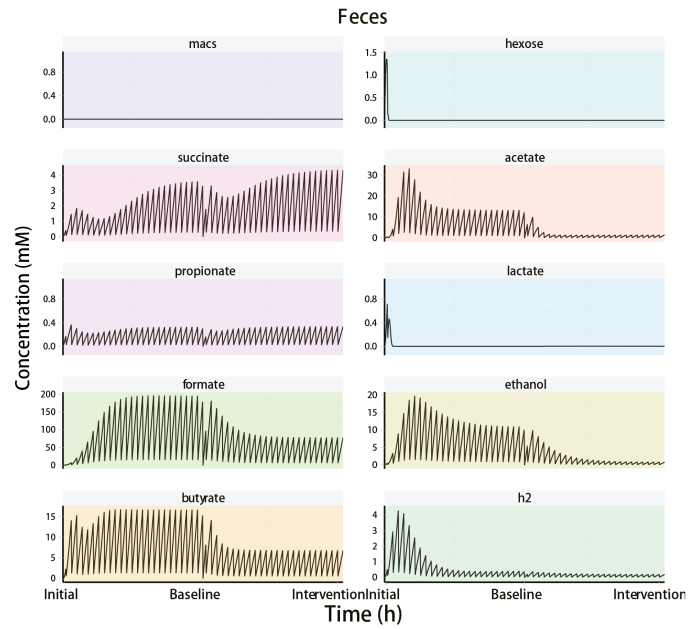 Feces
macs
hexose
0.8
0.4
0.0
1.5
1.0
0.5
0.0
succinate
acetate
4
3
2
1
0
30
20
10
0
propionate
lactate
0.8
0.4
0.0
0.8
0.4
0.0
formate
ethanol
200
150
100
50
0
20
15
10
5
0
butyrate
h2
15
10
5
0
4
3
2
1
0
Initial Baseline Intervention
Initial Baseline Intervention
Time (h)
Concentration (mM)